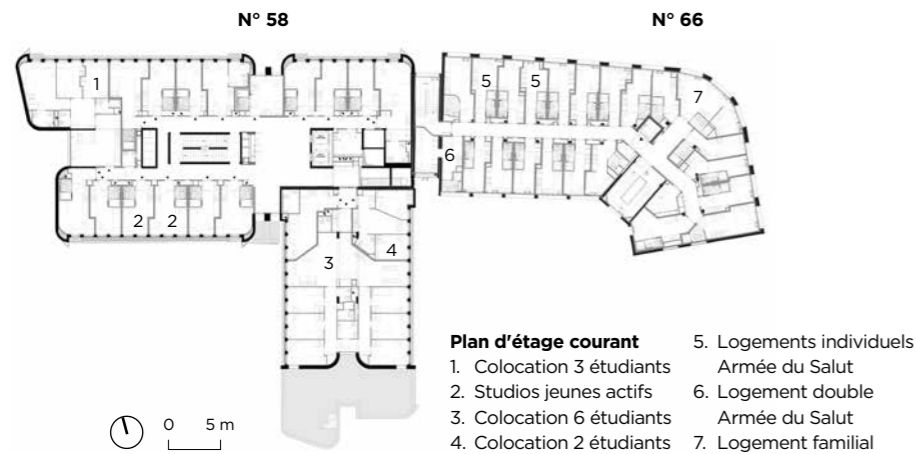 N° 58
N° 66
1
5
5
7
6
2
2
3
4
Plan d'étage courant
1. Colocation 3 étudiants
2. Studios jeunes actifs
3. Colocation 6 étudiants
4. Colocation 2 étudiants
5. Logements individuels
Armée du Salut
6. Logement double
Armée du Salut
7. Logement familial
0 5 m